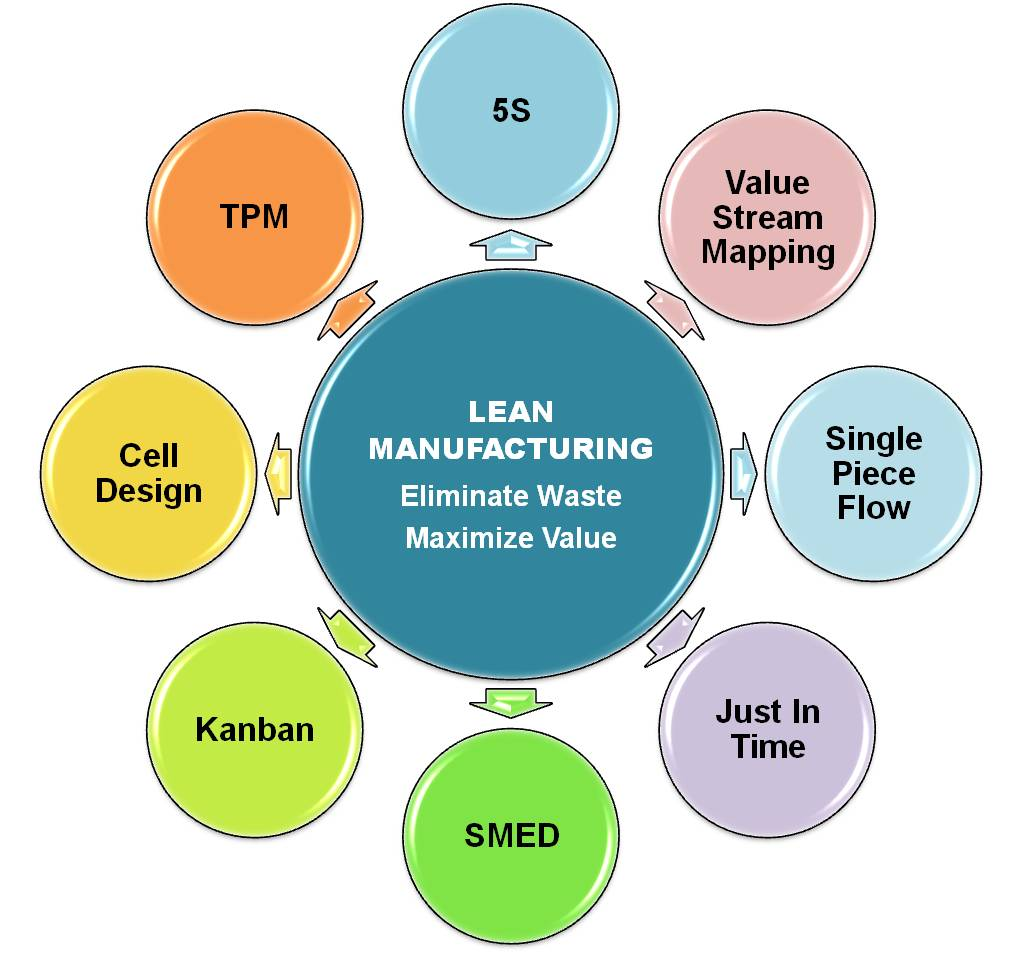 5S
TPM
Value
Stream
Mapping
LEAN
MANUFACTURING
Eliminate Waste
Maximize Value
Cell
Design
Single
Piece
Flow
Kanban
Just In
Time
SMED